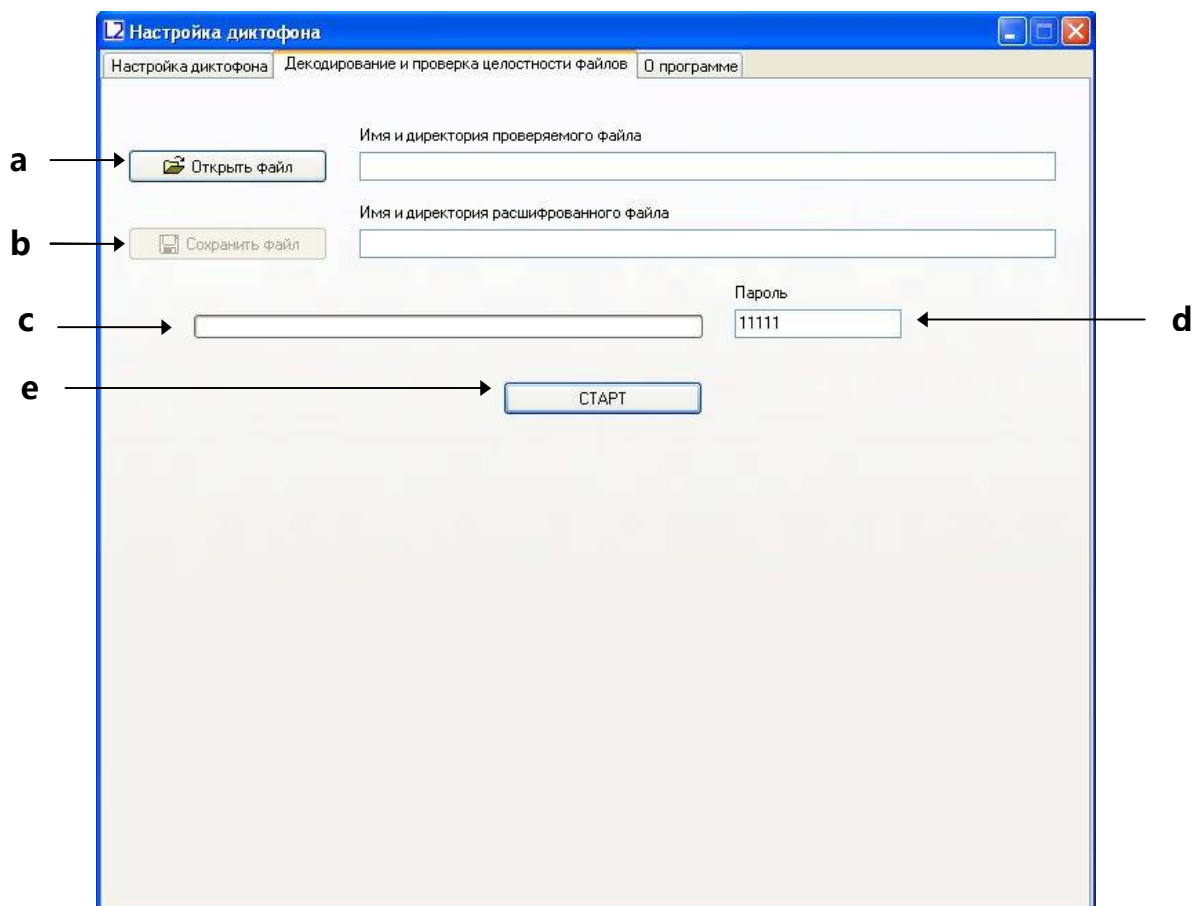 Настройка диктофона
Настройка диктофона Декодирование и проверка целостности файлов О программе
Имя и директория проверяемого файла
a Открыть файл
Имя и директория расшифрованного файла
b Сохранить файл
Пароль
c 11111 d
e СТАРТ